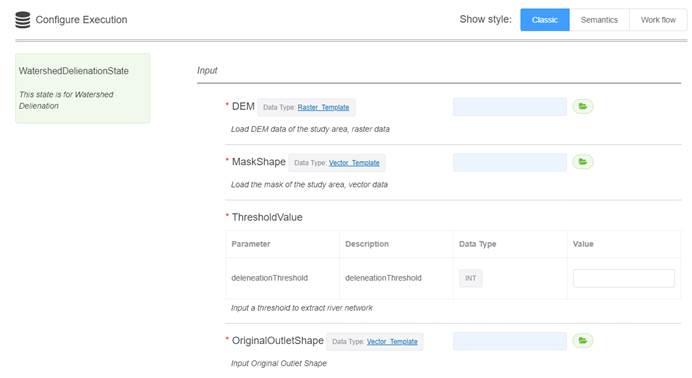 Configure Execution
Show style:
Classic
Semantics
Work flow
WatershedDelienationState
This state is for Watershed
Delienation
Input
* DEM Data Type: Raster_Template
Load DEM data of the study area, raster data
* MaskShape Data Type: Vector_Template
Load the mask of the study area, vector data
* ThresholdValue
Parameter Description Data Type Value
deleneationThreshold deleneationThreshold INT
Input a threshold to extract river network
* OriginalOutletShape Data Type: Vector_Template
Input Original Outlet Shape